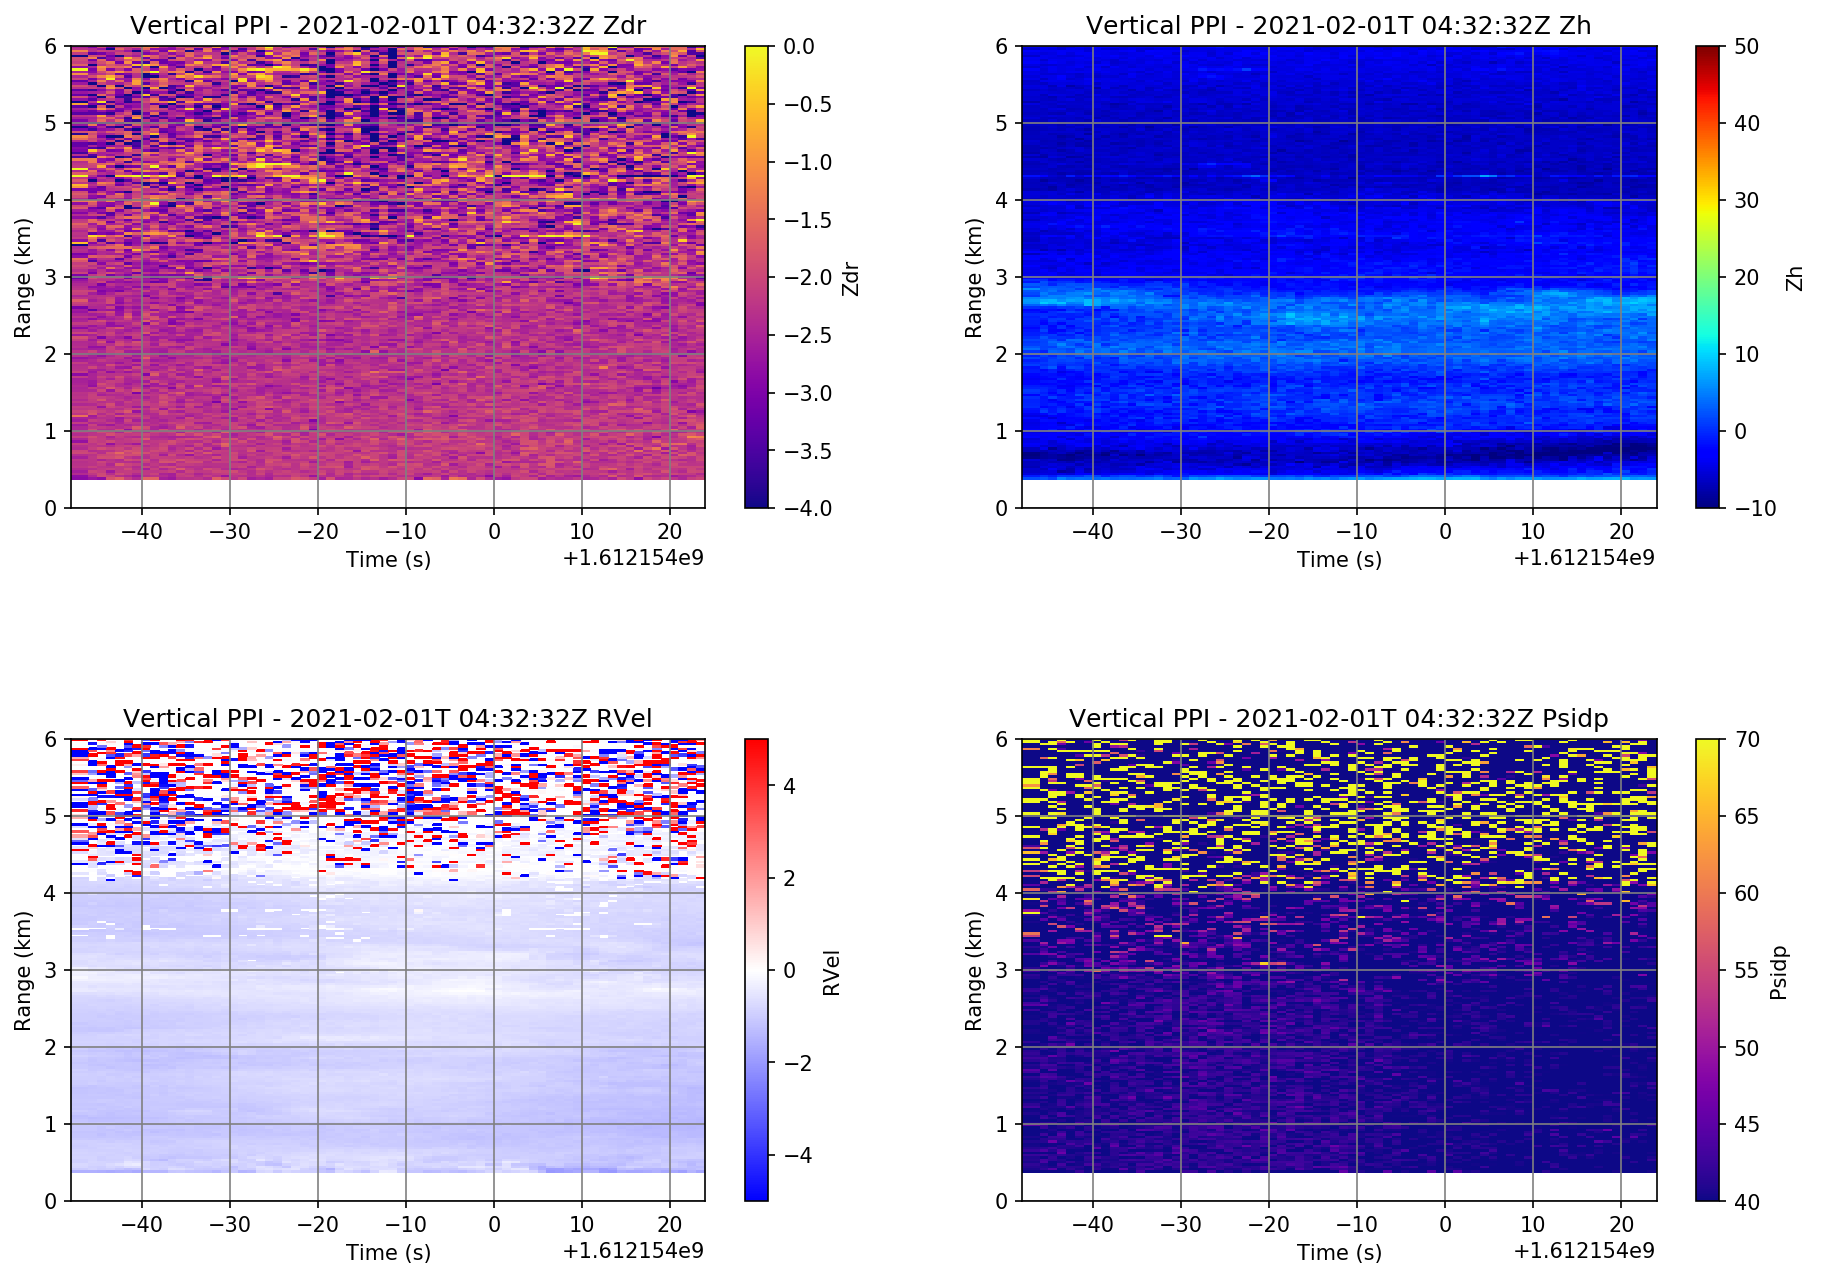 Vertical PPI - 2021-02-01T 04:32:32Z Zdr
6
5
4
3
2
1
0
Range (km)
−40 −30 −20 −10 0 10 20
Time (s)
+1.612154e9
0.0
−0.5
−1.0
−1.5
−2.0
−2.5
−3.0
−3.5
−4.0
Zdr
Vertical PPI - 2021-02-01T 04:32:32Z Zh
6
5
4
3
2
1
0
Range (km)
−40 −30 −20 −10 0 10 20
Time (s)
+1.612154e9
50
40
30
20
10
0
−10
Zh
Vertical PPI - 2021-02-01T 04:32:32Z RVel
6
5
4
3
2
1
0
Range (km)
−40 −30 −20 −10 0 10 20
Time (s)
+1.612154e9
4
2
0
−2
−4
RVel
Vertical PPI - 2021-02-01T 04:32:32Z Psidp
6
5
4
3
2
1
0
Range (km)
−40 −30 −20 −10 0 10 20
Time (s)
+1.612154e9
70
65
60
55
50
45
40
Psidp